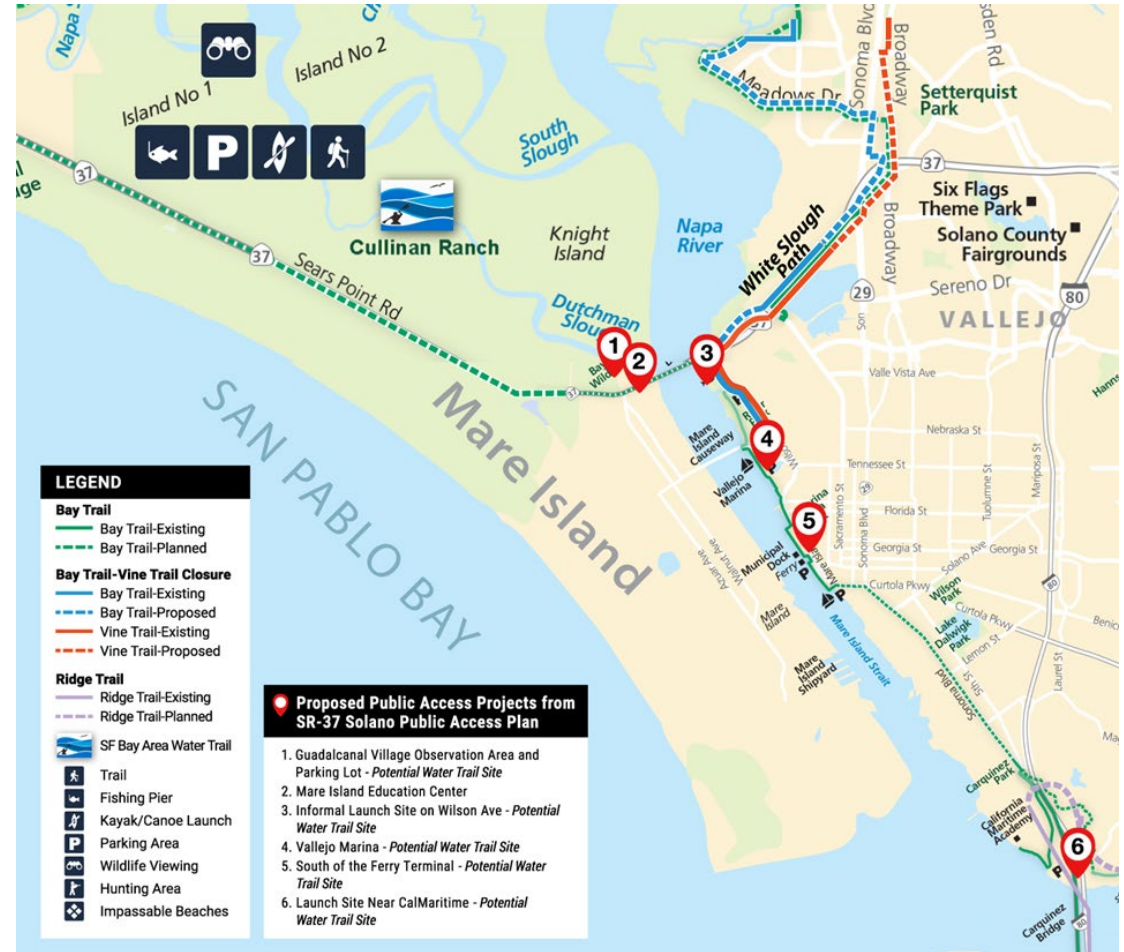 Napa S
Island No 2
Island No 1
South
Slough
Cullinan Ranch
Knight
Island
Napa
River
Dutchman
Slough
37
37
Sears Point Rd
37
SAN PABLO BAY
Mare Island
Meadows Dr
Sonoma Blvd
Broadway
Setterquist
Park
37
Six Flags
Theme Park
Solano County
Fairgrounds
White Slough
Path
Broadway
29
Sereno Dr
80
VALLEJO
37
Valle Vista Ave
1
2
3
4
5
6
Mare
Island
Causeway
Vallejo
Marina
Nebraska St
Tennessee St
Sacramento St
29
Sonoma Blvd
Florida St
Tuolumne St
Mariposa St
Georgia St
Georgia St
Solano Ave
Municipal
Dock
Ferry
P
P
Curtola Pkwy
Wilson
Park
Curtola Pkwy
80
Lake
Dalwigk
Park
Lemon St
5th St
Sonoma Blvd
Laurel St
Azuar Ave
Walnut Ave
Mare
Island
Mare
Island
Shipyard
Mare Island Strait
Carquinez
Park
California
Maritime
Academy
P
Carquinez
Bridge
80
LEGEND
Bay Trail
Bay Trail-Existing
Bay Trail-Planned
Bay Trail-Vine Trail Closure
Bay Trail-Existing
Bay Trail-Proposed
Vine Trail-Existing
Vine Trail-Proposed
Ridge Trail
Ridge Trail-Existing
Ridge Trail-Planned
SF Bay Area Water Trail
Trail
Fishing Pier
Kayak/Canoe Launch
P Parking Area
Wildlife Viewing
Hunting Area
Impassable Beaches
Proposed Public Access Projects from
SR-37 Solano Public Access Plan
1. Guadalcanal Village Observation Area and
Parking Lot - Potential Water Trail Site
2. Mare Island Education Center
3. Informal Launch Site on Wilson Ave - Potential
Water Trail Site
4. Vallejo Marina - Potential Water Trail Site
5. South of the Ferry Terminal - Potential Water
Trail Site
6. Launch Site Near CalMaritime - Potential
Water Trail Site